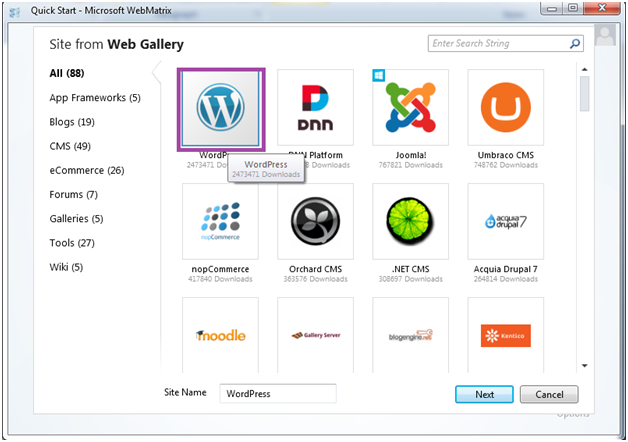 Quick Start - Microsoft WebMatrix
Site from Web Gallery
Enter Search String
All (88)
App Frameworks (5)
Blogs (19)
CMS (49)
eCommerce (26)
Forums (7)
Galleries (5)
Tools (27)
Wiki (5)
DNN
WordPress
2473471 Downloads
Platform
Downloads
Joomla!
767821 Downloads
Umbraco CMS
748762 Downloads
WordPress
2473471 Downloads
nopCommerce
nopCommerce
417840 Downloads
Orchard CMS
363576 Downloads
.NET CMS
308697 Downloads
acquia
drupal 7
Acquia Drupal 7
264814 Downloads
moodle
Gallery Server
blogengine.net
Kentico
Site Name
WordPress
Next
Cancel
Options